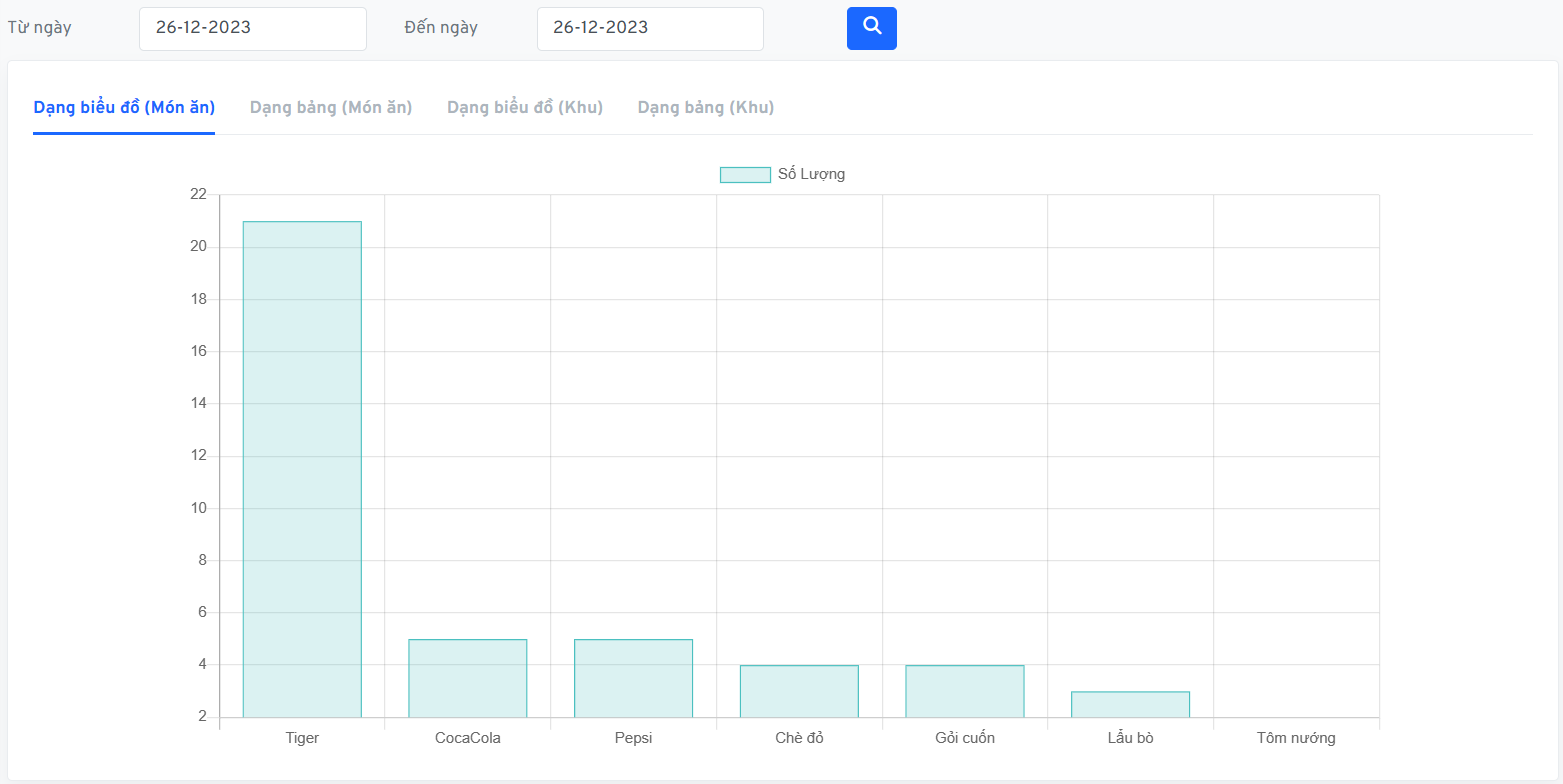 Từ ngày 26-12-2023 Đến ngày 26-12-2023
Dạng biểu đồ (Món ăn) Dạng bảng (Món ăn) Dạng biểu đồ (Khu) Dạng bảng (Khu)
Số Lượng
22
20
18
16
14
12
10
8
6
4
2
Tiger CocaCola Pepsi Chè đỏ Gỏi cuốn Lẩu bò Tôm nướng